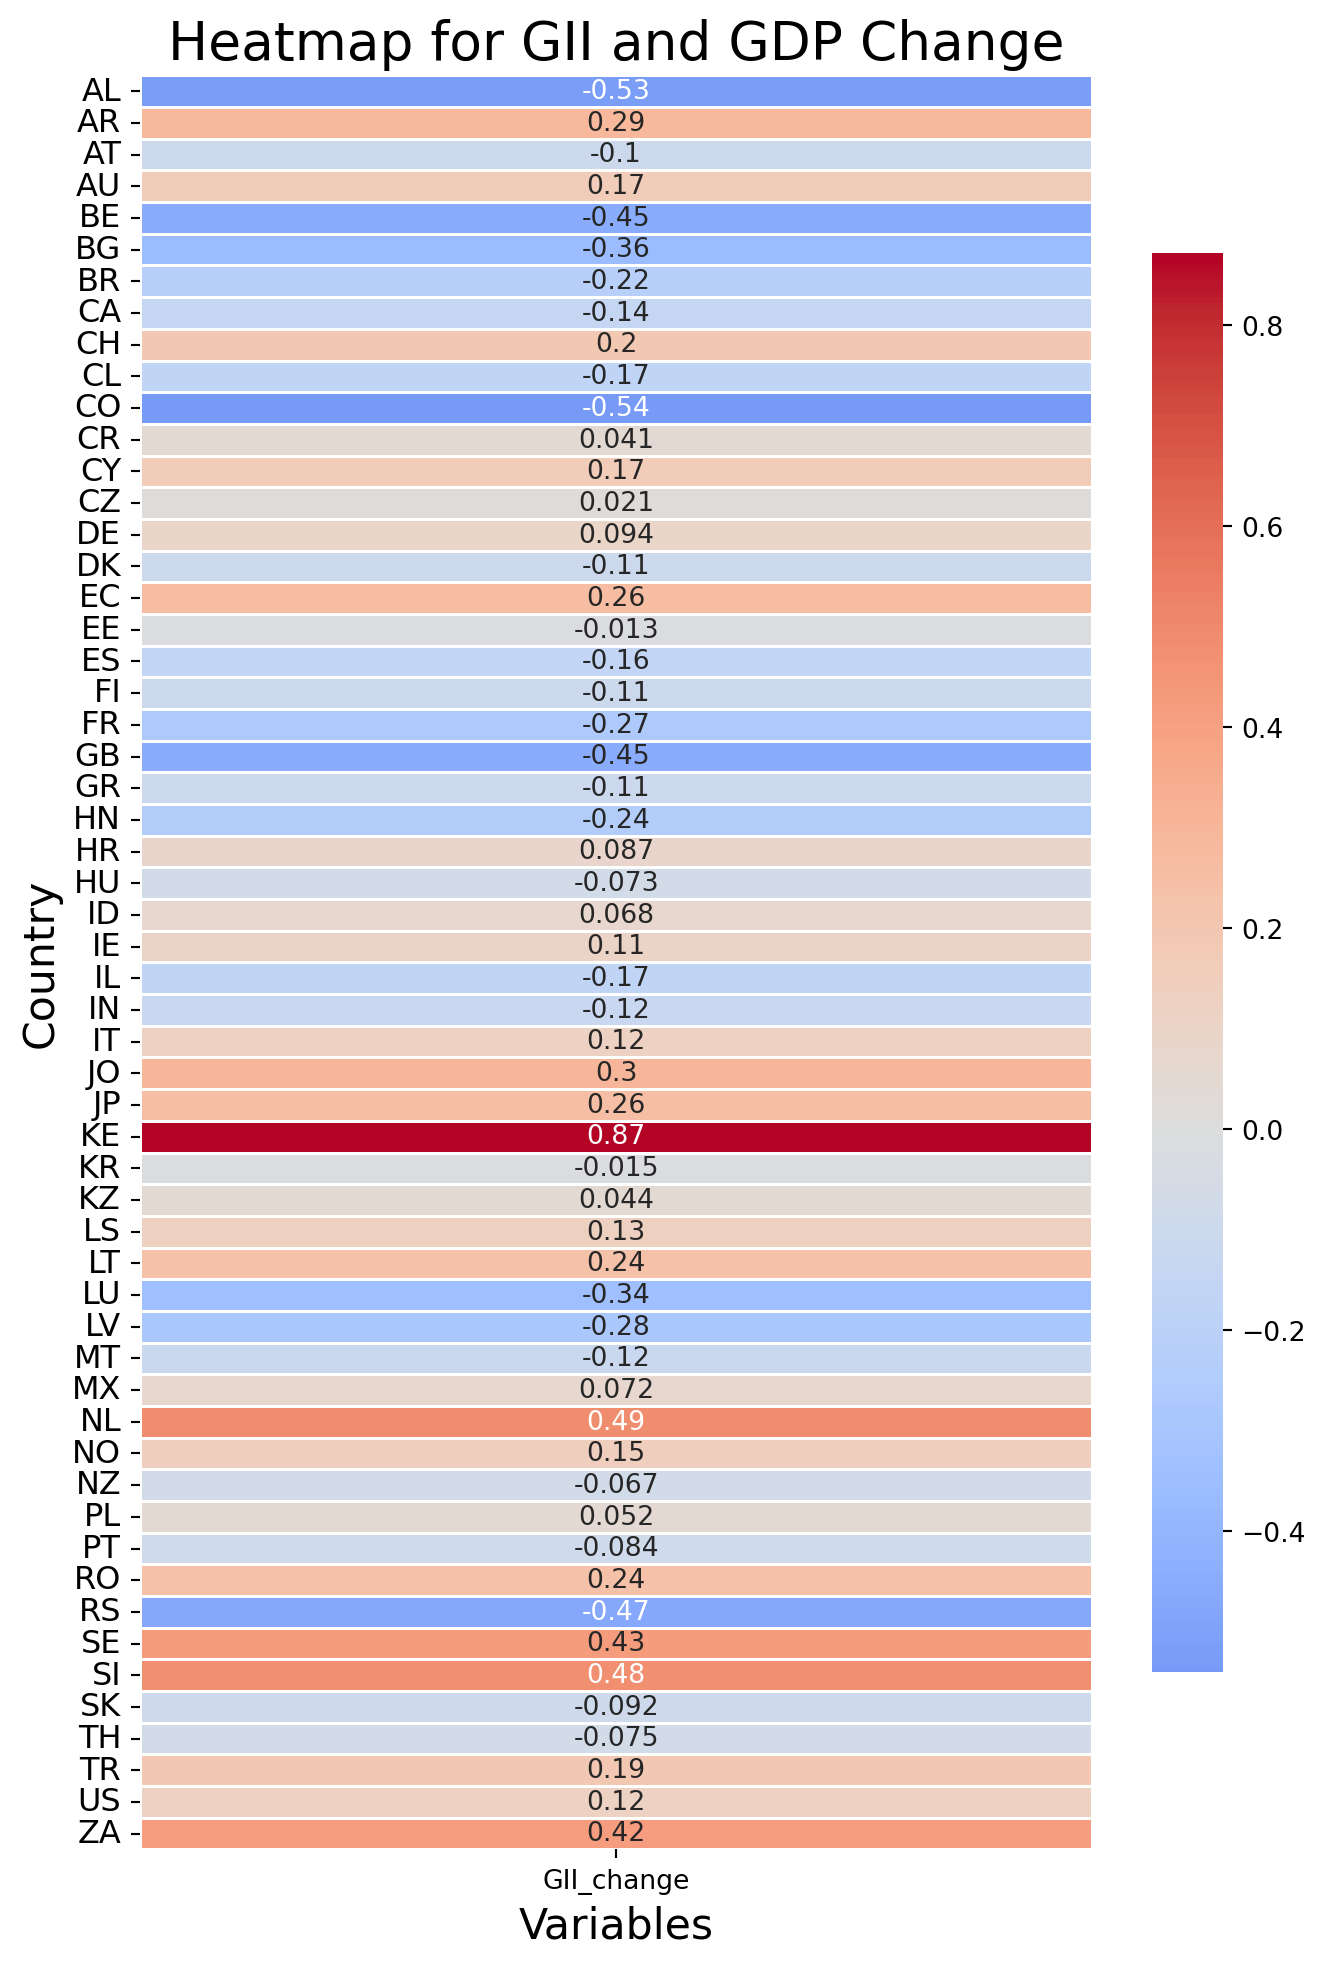 Heatmap for GII and GDP Change
AL -0.53
AR 0.29
AT -0.1
AU 0.17
BE -0.45
BG -0.36
BR -0.22
CA -0.14
CH 0.2
CL -0.17
CO -0.54
CR 0.041
CY 0.17
CZ 0.021
DE 0.094
DK -0.11
EC 0.26
EE -0.013
ES -0.16
FI -0.11
FR -0.27
GB -0.45
GR -0.11
HN -0.24
HR 0.087
HU -0.073
ID 0.068
IE 0.11
IL -0.17
IN -0.12
IT 0.12
JO 0.3
JP 0.26
KE 0.87
KR -0.015
KZ 0.044
LS 0.13
LT 0.24
LU -0.34
LV -0.28
MT -0.12
MX 0.072
NL 0.49
NO 0.15
NZ -0.067
PL 0.052
PT -0.084
RO 0.24
RS -0.47
SE 0.43
SI 0.48
SK -0.092
TH -0.075
TR 0.19
US 0.12
ZA 0.42
Country
GII_change
Variables
0.8
0.6
0.4
0.2
0.0
−0.2
−0.4